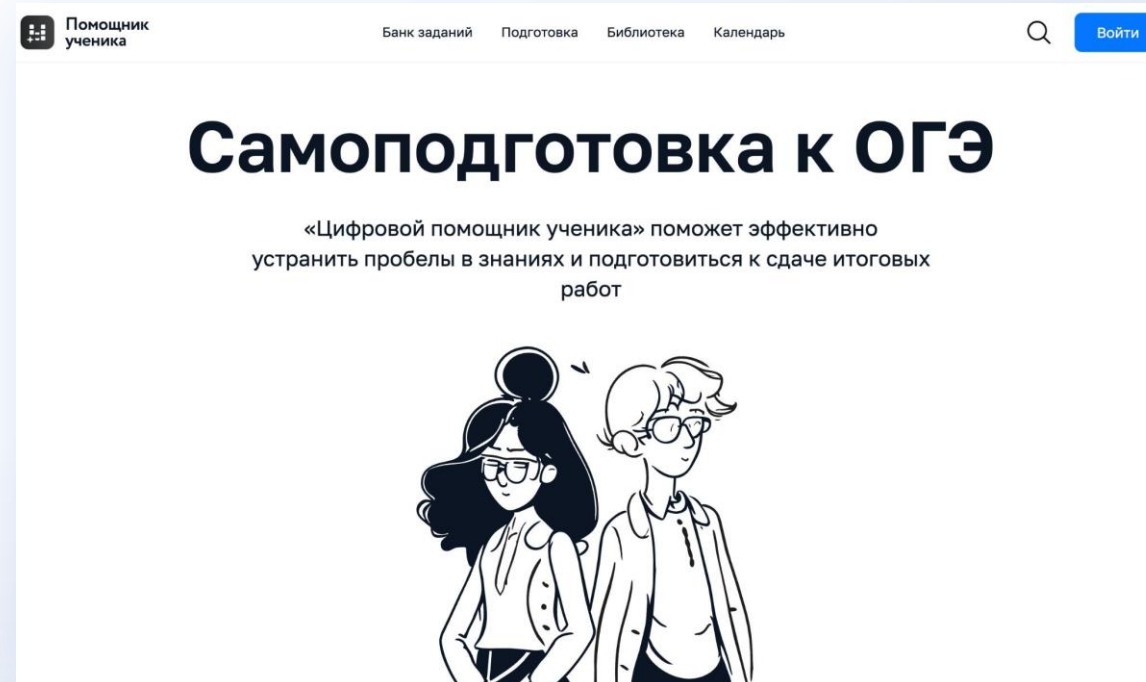 Помощник
ученика
Банк заданий Подготовка Библиотека Календарь
Войти
Самоподготовка к ОГЭ
«Цифровой помощник ученика» поможет эффективно
устранить пробелы в знаниях и подготовиться к сдаче итоговых
работ